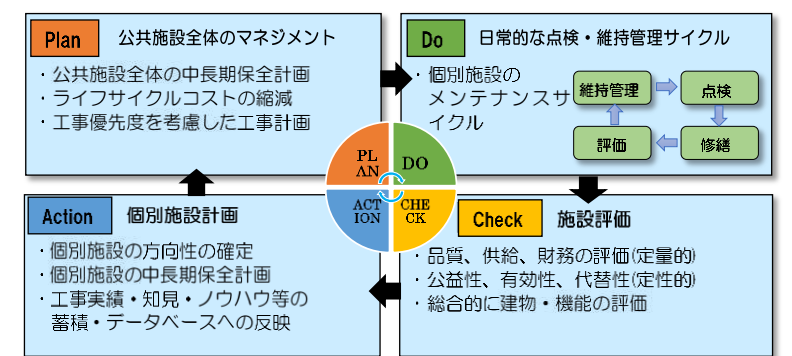 Plan 公共施設全体のマネジメント
・公共施設全体の中長期保全計画
・ライフサイクルコストの縮減
・工事優先度を考慮した工事計画
Do 日常的な点検・維持管理サイクル
・個別施設の
メンテナンスサ
イクル
維持管理
点検
評価
修繕
PL
AN
DO
ACT
ION
CHE
CK
Action 個別施設計画
・個別施設の方向性の確定
・個別施設の中長期保全計画
・工事実績・知見・ノウハウ等の
蓄積・データベースへの反映
Check 施設評価
・品質、供給、財務の評価(定量的)
・公益性、有効性、代替性(定性的)
・総合的に建物・機能の評価